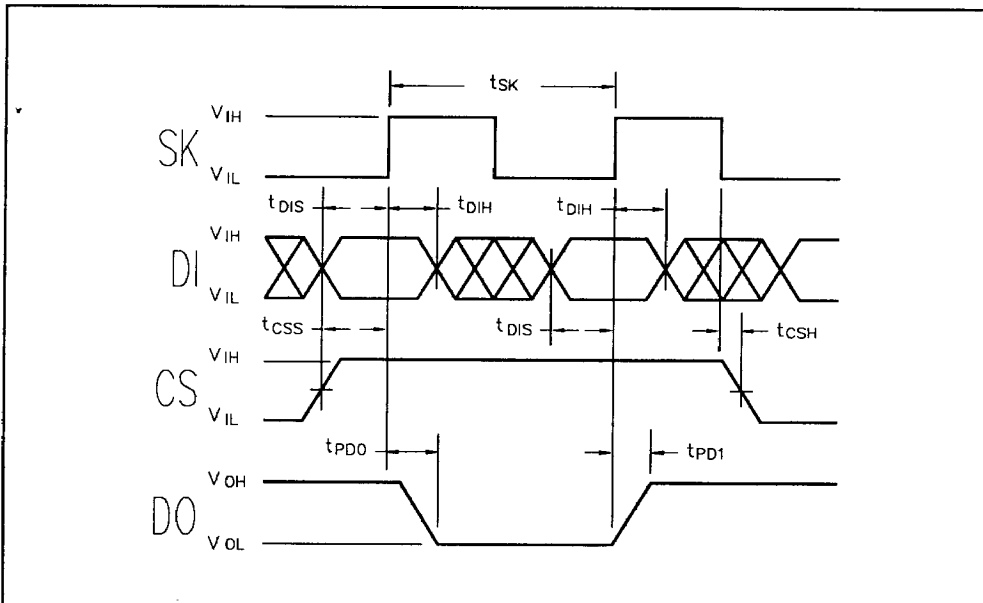 tSK
VIH
SK
VIL
tDIS tDIH tDIH
VIH
DI
VIL
tCSS tDIS tCSH
VIH
CS
VIL
tPD0 tPD1
VOH
DO
VOL